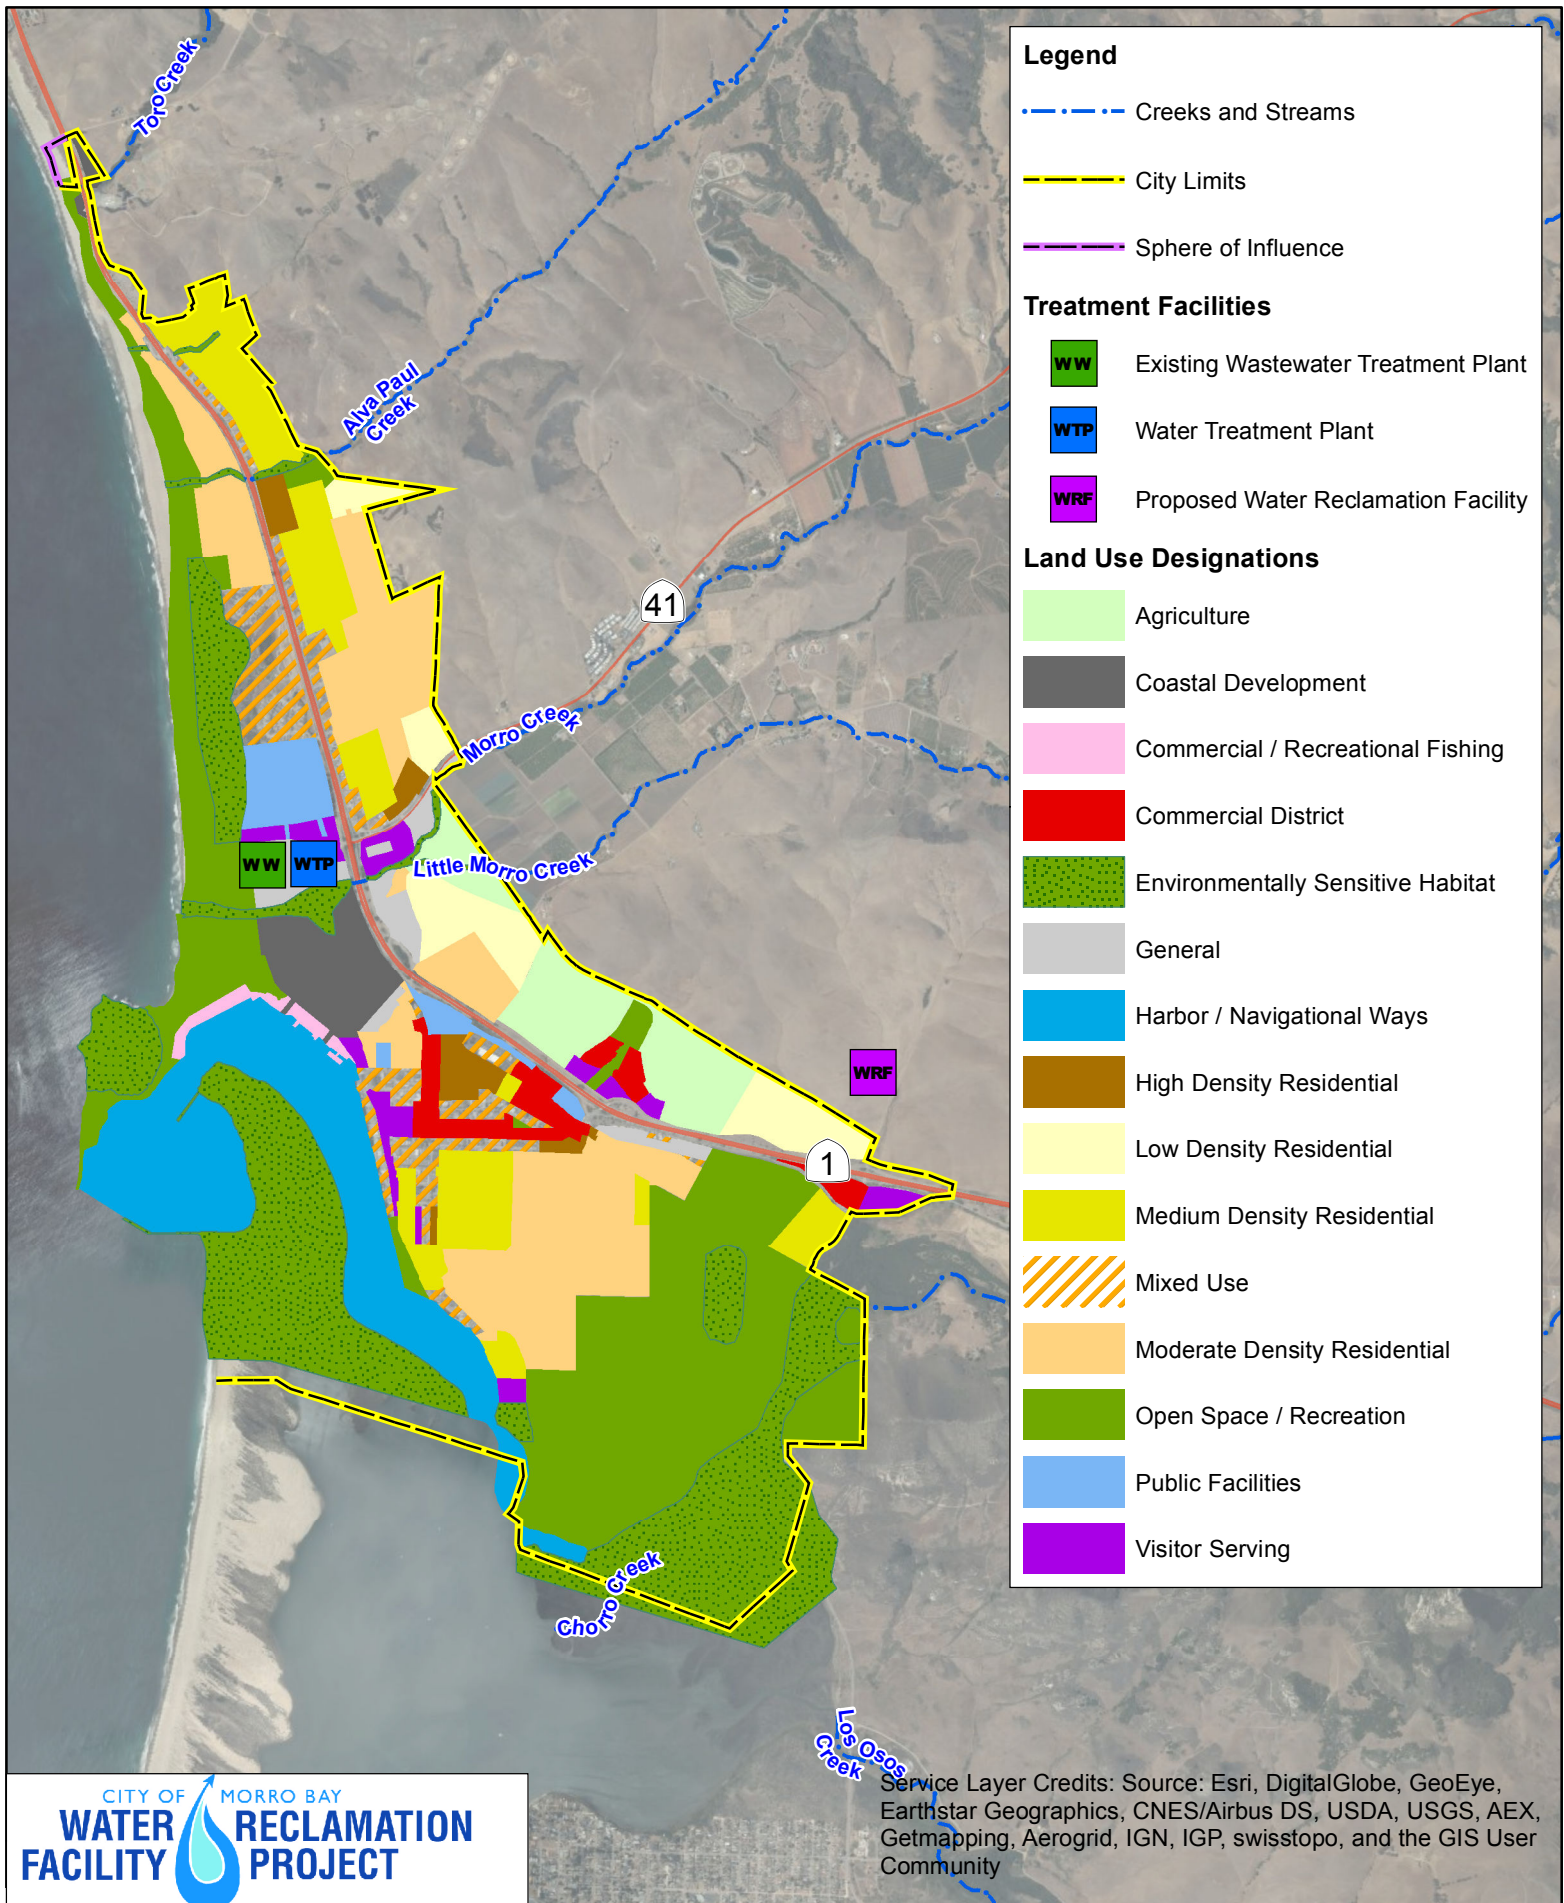 Toro Creek
Alva Paul
Creek
41
Morro Creek
Little Morro Creek
WW
WTP
WRF
1
Chorro Creek
Los Osos
Creek
Legend
Creeks and Streams
City Limits
Sphere of Influence
Treatment Facilities
WW Existing Wastewater Treatment Plant
WTP Water Treatment Plant
WRF Proposed Water Reclamation Facility
Land Use Designations
Agriculture
Coastal Development
Commercial / Recreational Fishing
Commercial District
Environmentally Sensitive Habitat
General
Harbor / Navigational Ways
High Density Residential
Low Density Residential
Medium Density Residential
Mixed Use
Moderate Density Residential
Open Space / Recreation
Public Facilities
Visitor Serving
CITY OF MORRO BAY
WATER RECLAMATION
FACILITY PROJECT
Service Layer Credits: Source: Esri, DigitalGlobe, GeoEye,
Earthstar Geographics, CNES/Airbus DS, USDA, USGS, AEX,
Getmapping, Aerogrid, IGN, IGP, swisstopo, and the GIS User
Community